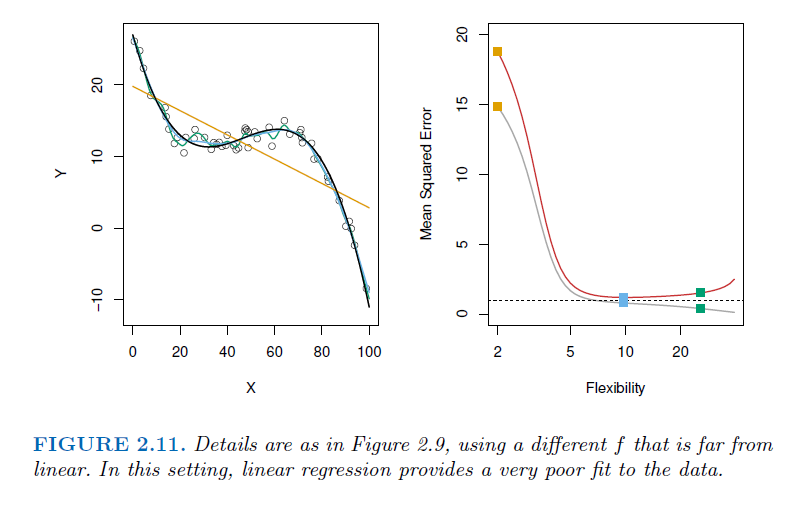 Y
20
10
0
−10
0 20 40 60 80 100
X
Mean Squared Error
20
15
10
5
0
2 5 10 20
Flexibility
FIGURE 2.11. Details are as in Figure 2.9, using a different f that is far from
linear. In this setting, linear regression provides a very poor fit to the data.